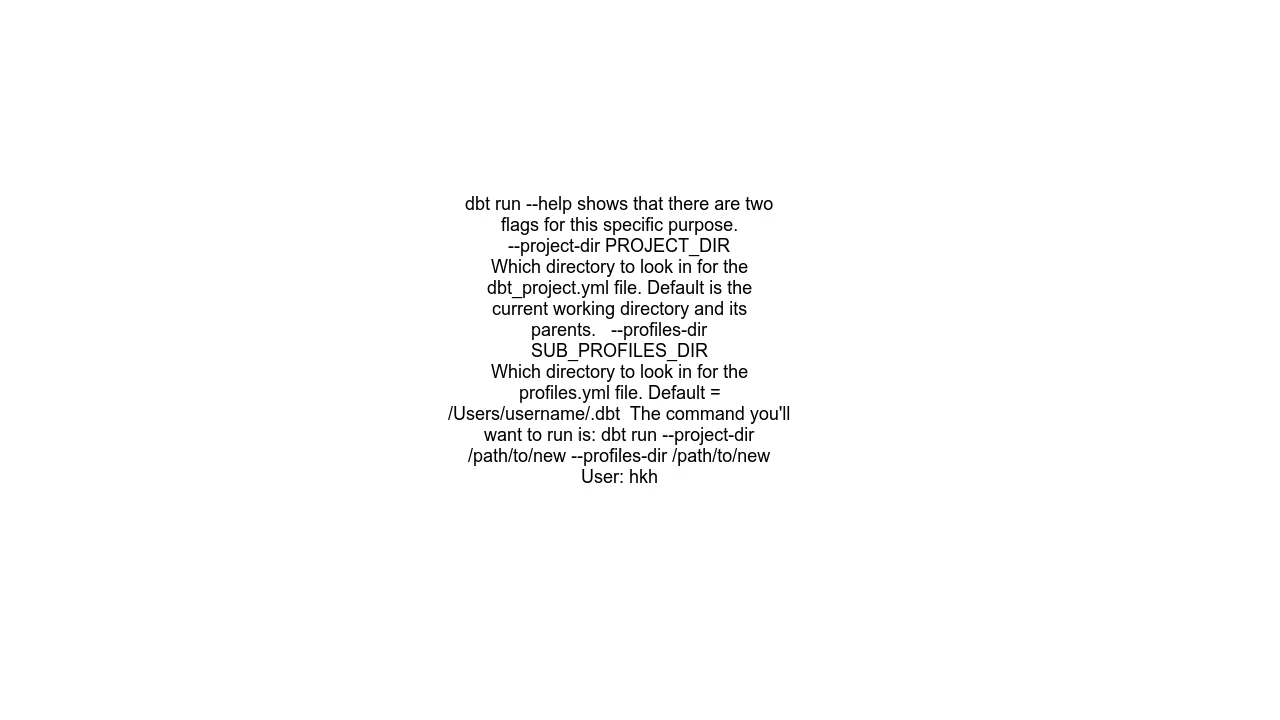 dbt run --help shows that there are two
flags for this specific purpose.
--project-dir PROJECT_DIR
Which directory to look in for the
dbt_project.yml file. Default is the
current working directory and its
parents.   --profiles-dir
SUB_PROFILES_DIR
Which directory to look in for the
profiles.yml file. Default =
/Users/username/.dbt  The command you'll
want to run is: dbt run --project-dir
/path/to/new --profiles-dir /path/to/new
User: hkh